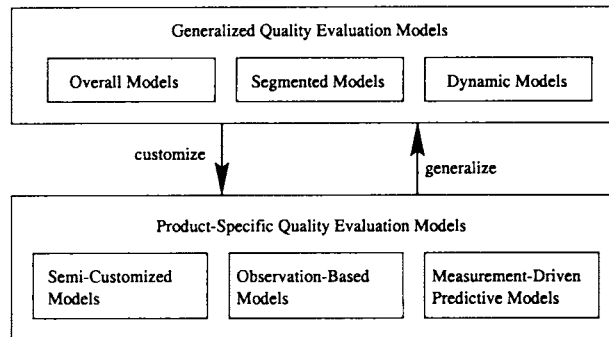 Generalized Quality Evaluation Models
Overall Models
Segmented Models
Dynamic Models
customize
generalize
Product-Specific Quality Evaluation Models
Semi-Customized
Models
Observation-Based
Models
Measurement-Driven
Predictive Models